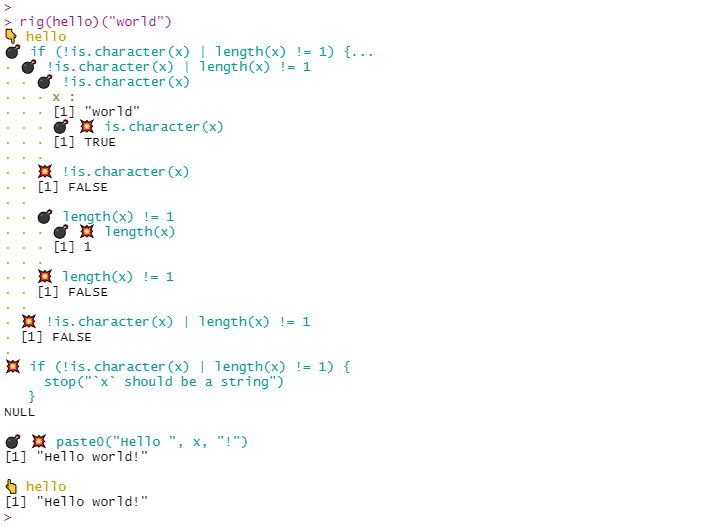 >
> rig(hello)("world")
👇 hello
💣 if (!is.character(x) | length(x) != 1) {...
· 💣 !is.character(x) | length(x) != 1
· · 💣 !is.character(x)
· · · x :
· · · [1] "world"
· · · 💣 💥 is.character(x)
· · · [1] TRUE
· · ·
· · 💥 !is.character(x)
· · [1] FALSE
· ·
· · 💣 length(x) != 1
· · · 💣 💥 length(x)
· · · [1] 1
· · ·
· · 💥 length(x) != 1
· · [1] FALSE
· ·
· 💥 !is.character(x) | length(x) != 1
· [1] FALSE
·
💥 if (!is.character(x) | length(x) != 1) {
     stop("`x` should be a string")
   }
NULL

💣 💥 paste0("Hello ", x, "!")
[1] "Hello world!"

👆 hello
[1] "Hello world!"
>